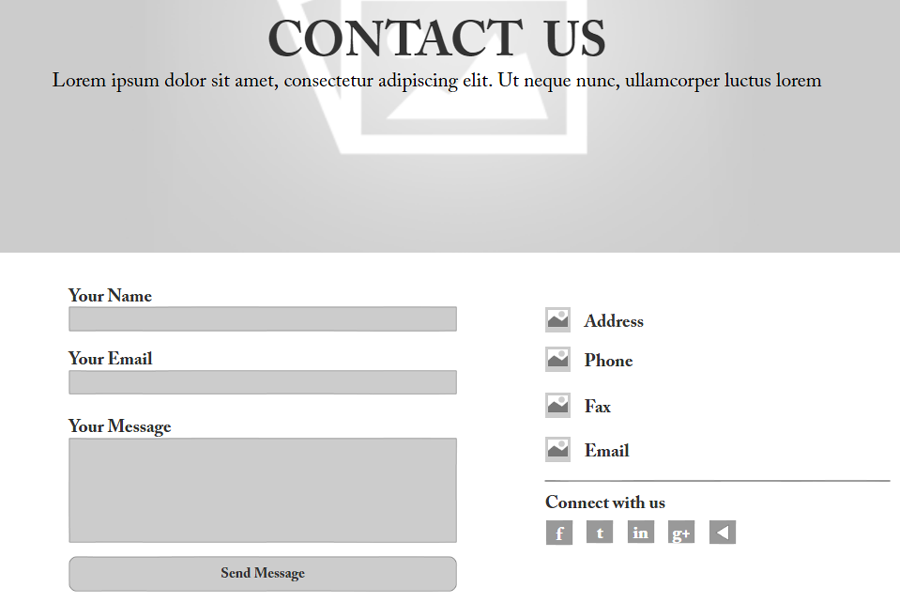 CONTACT US
Lorem ipsum dolor sit amet, consectetur adipiscing elit. Ut neque nunc, ullamcorper luctus lorem
Your Name
Your Email
Your Message
Send Message
Address
Phone
Fax
Email
Connect with us
f t in g+